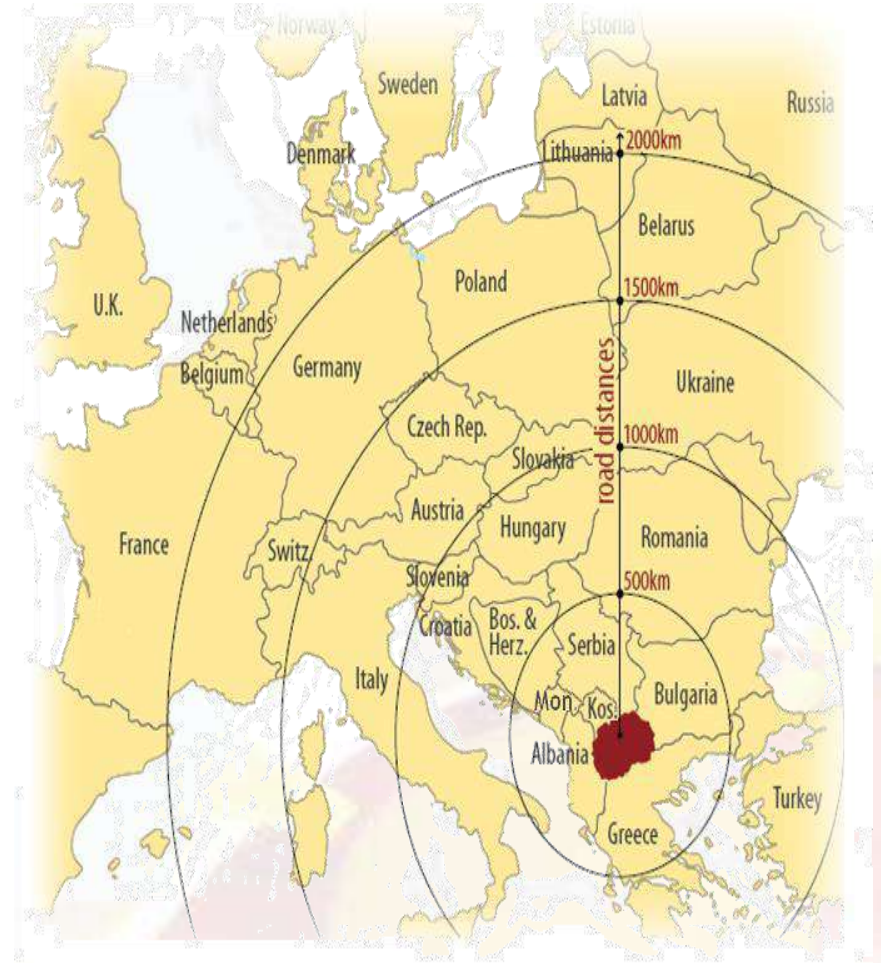 Norway
Estonia
Sweden
Latvia
Russia
Denmark
Lithuania
2000km
Belarus
Poland
1500km
U.K.
Netherlands
Belgium
Germany
road distances
Ukraine
Czech Rep.
1000km
Slovakia
Austria
Hungary
France
Switz.
Romania
Slovenia
500km
Croatia
Bos. &
Herz.
Serbia
Italy
Mon.
Kos.
Bulgaria
Albania
Turkey
Greece